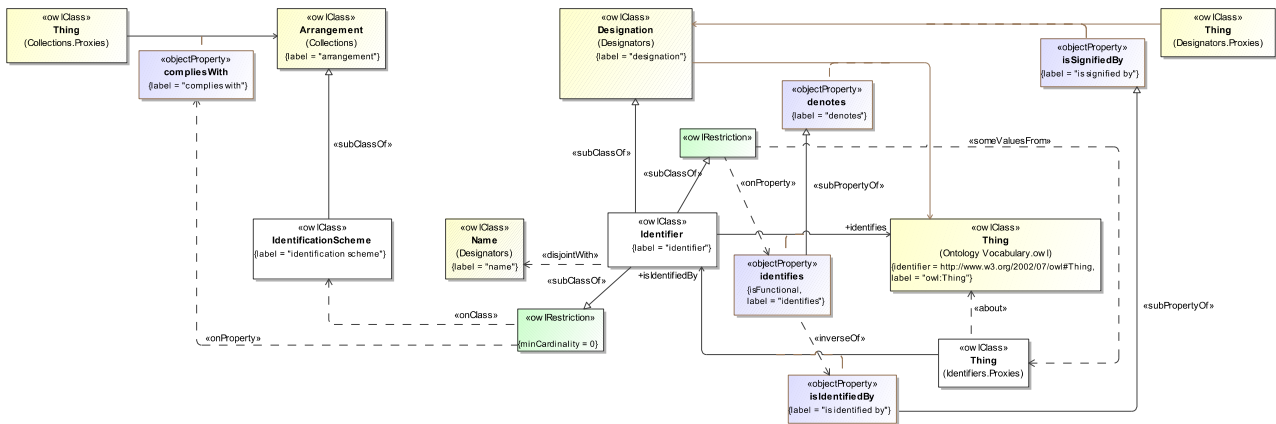 «owlClass»
Thing
(Collections.Proxies)
«owlClass»
Arrangement
(Collections)
{label = "arrangement"}
«objectProperty»
compliesWith
{label = "complies with"}
«owlClass»
Designation
(Designators)
{label = "designation"}
«owlClass»
Thing
(Designators.Proxies)
«objectProperty»
isSignifiedBy
{label = "is signified by"}
«objectProperty»
denotes
{label = "denotes"}
«owlRestriction»
«someValuesFrom»
«subClassOf»
«subClassOf»
«subClassOf»
«onProperty»
«subPropertyOf»
«owlClass»
IdentificationScheme
{label = "identification scheme"}
«owlClass»
Name
(Designators)
{label = "name"}
«owlClass»
Identifier
{label = "identifier"}
+identifies
«owlClass»
Thing
(Ontology Vocabulary.owl)
{identifier = http://www.w3.org/2002/07/owl#Thing,
label = "owl:Thing"}
«disjointWith»
«subClassOf»
+isIdentifiedBy
«objectProperty»
identifies
{isFunctional,
label = "identifies"}
«subPropertyOf»
«about»
«onClass»
«owlRestriction»
{minCardinality = 0}
«onProperty»
«inverseOf»
«owlClass»
Thing
(Identifiers.Proxies)
«objectProperty»
isIdentifiedBy
{label = "is identified by"}